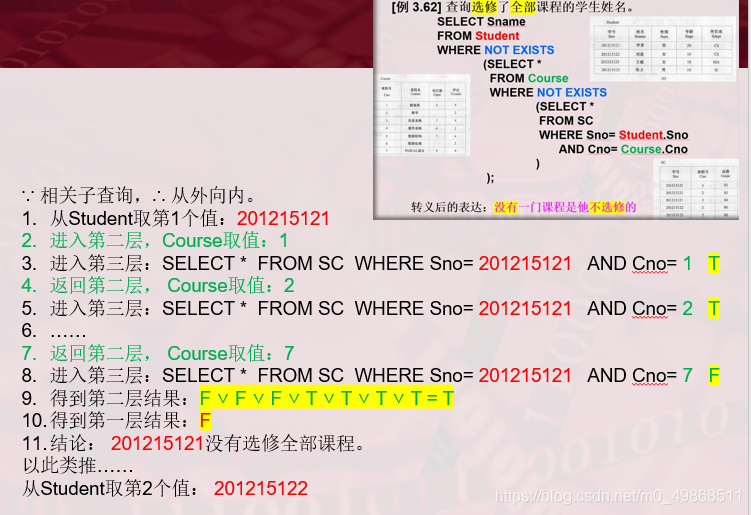 [例 3.62] 查询选修了全部课程的学生姓名。
SELECT Sname
FROM Student
WHERE NOT EXISTS
(SELECT *
FROM Course
WHERE NOT EXISTS
(SELECT *
FROM SC
WHERE Sno= Student.Sno
AND Cno= Course.Cno
)
);
转义后的表达：没有一门课程是他不选修的
Student
Course
SC
∵ 相关子查询，∴ 从外向内。
1. 从Student取第1个值：201215121
2. 进入第二层，Course取值：1
3. 进入第三层：SELECT * FROM SC WHERE Sno= 201215121 AND Cno= 1 T
4. 返回第二层， Course取值：2
5. 进入第三层：SELECT * FROM SC WHERE Sno= 201215121 AND Cno= 2 T
6. ……
7. 返回第二层， Course取值：7
8. 进入第三层：SELECT * FROM SC WHERE Sno= 201215121 AND Cno= 7 F
9. 得到第二层结果：F ∨ F ∨ F ∨ T ∨ T ∨ T ∨ T = T
10. 得到第一层结果：F
11. 结论： 201215121没有选修全部课程。
以此类推……
从Student取第2个值： 201215122
https://blog.csdn.net/m0_49868511